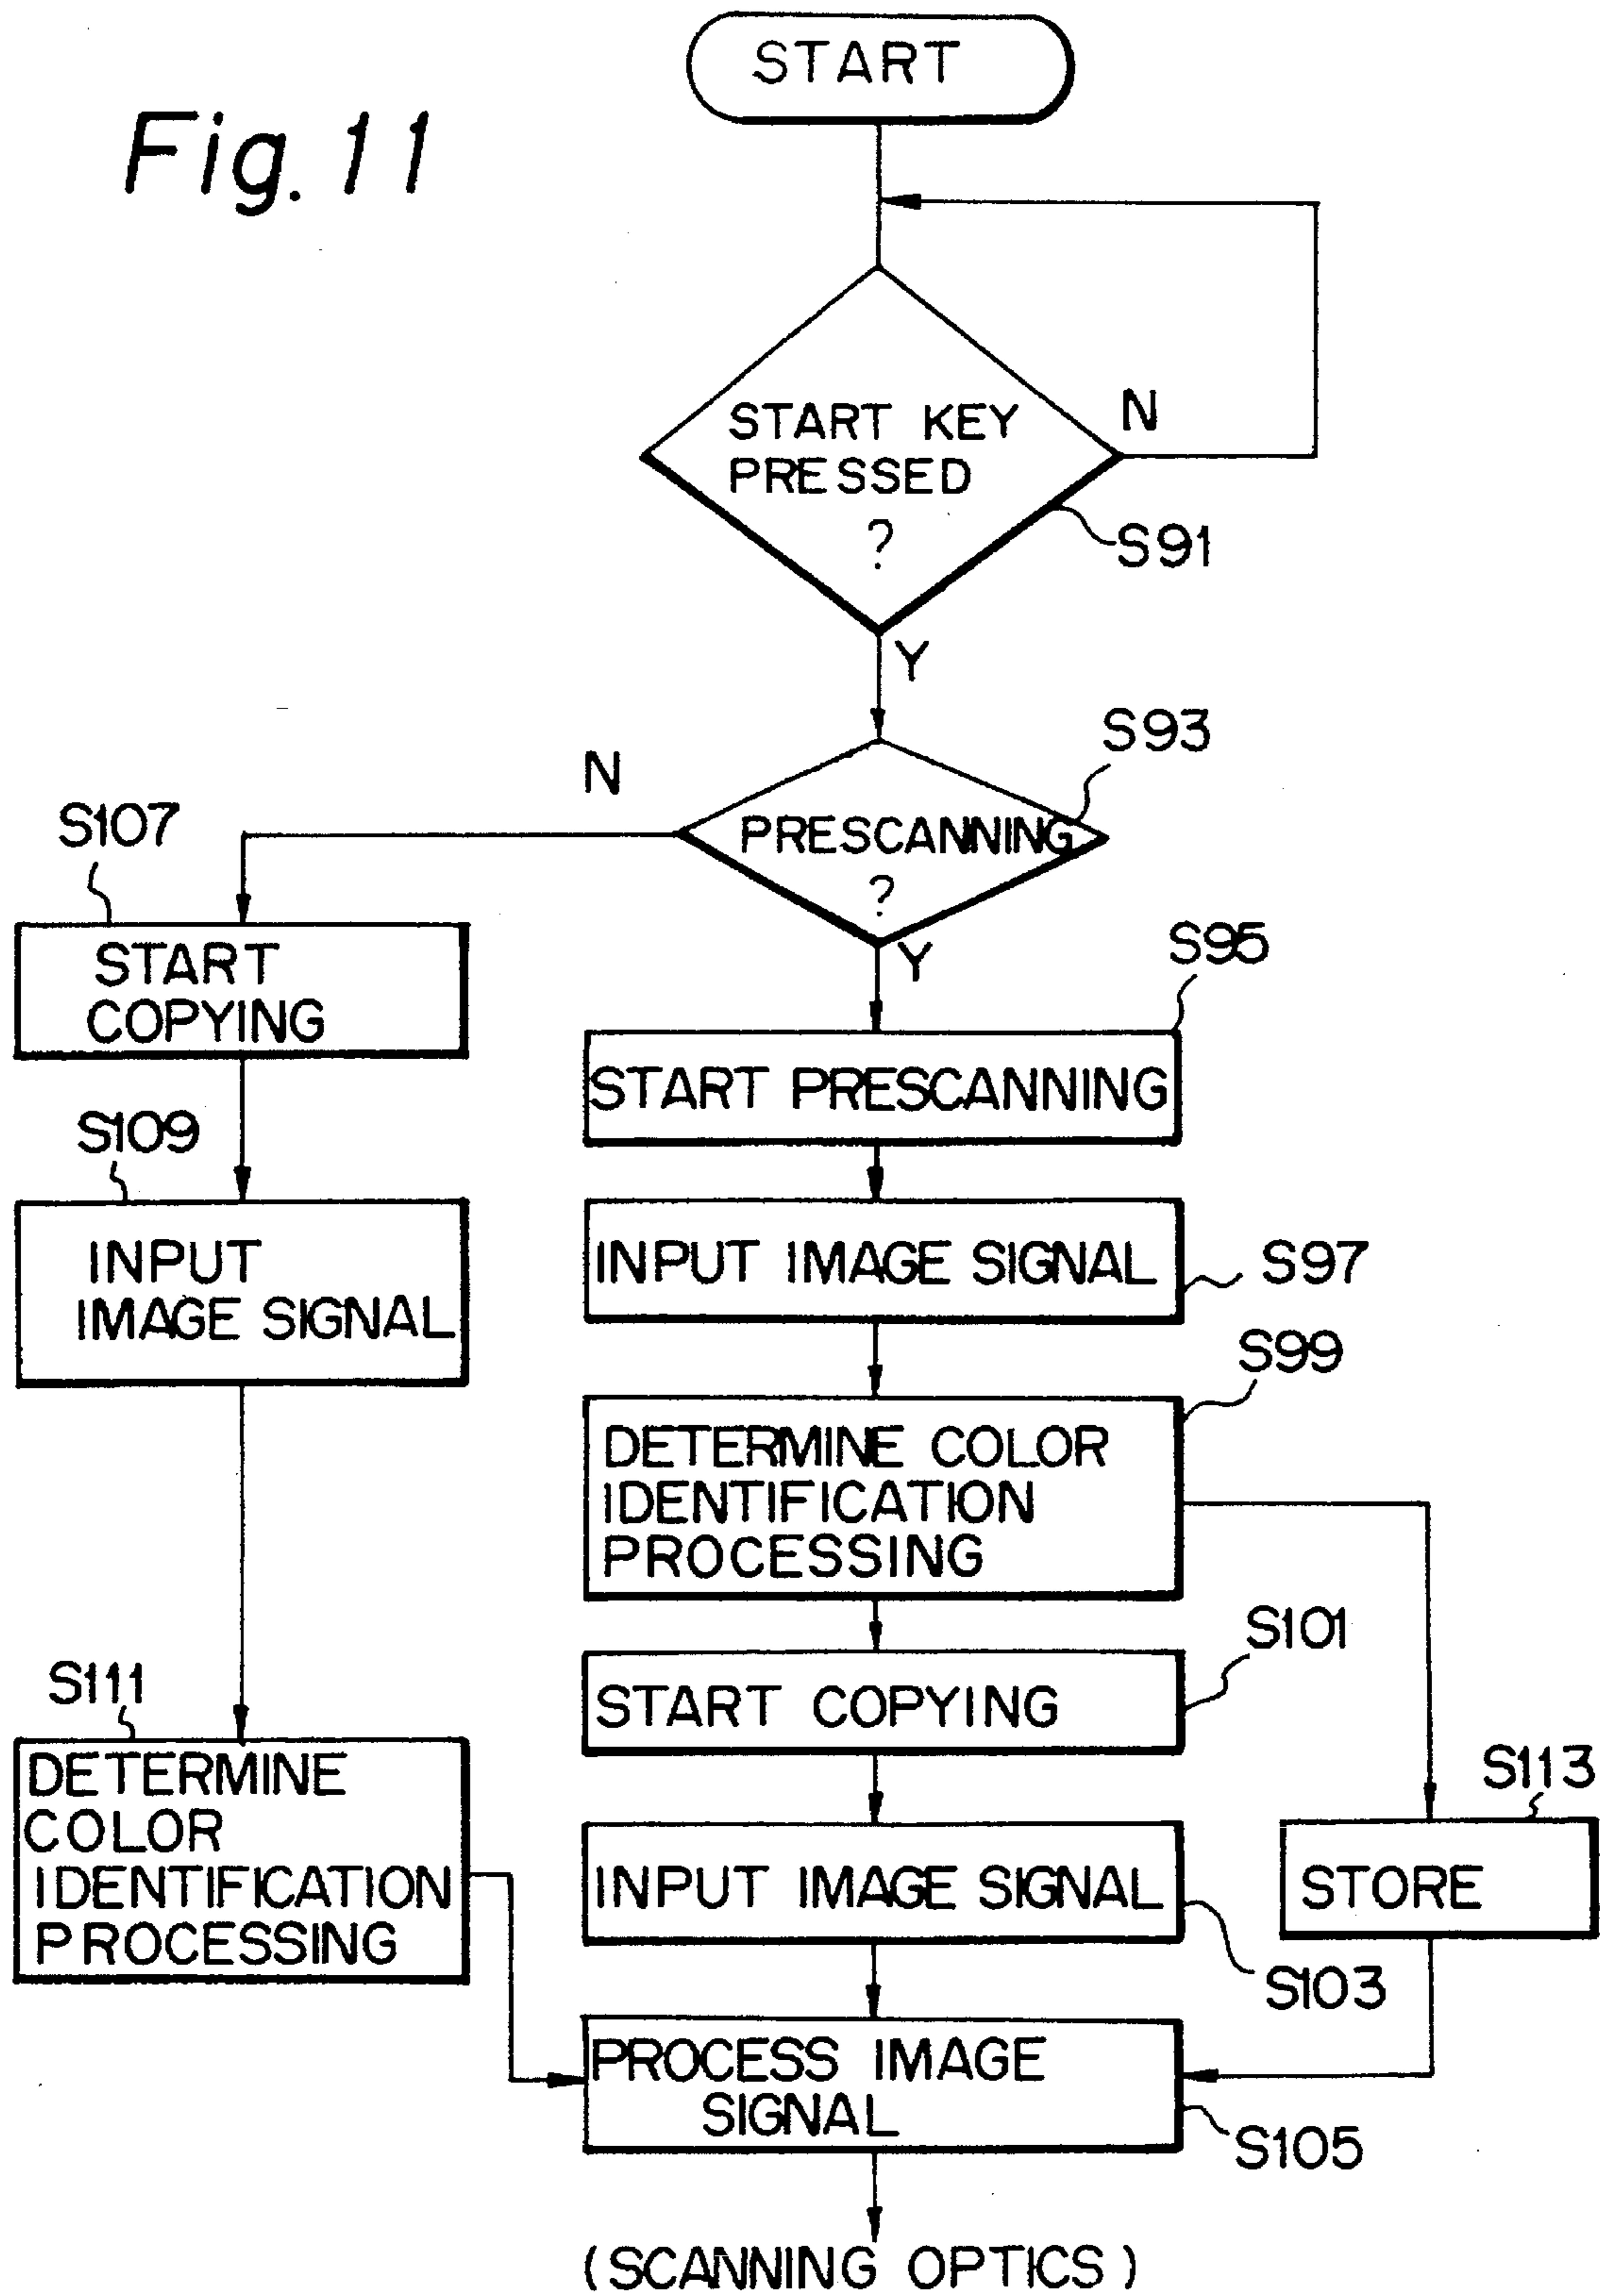 START
Fig. 11
START KEY
PRESSED
?
N
S91
Y
S93
N
PRESCANNING
?
Y
S107
START
COPYING
S95
START PRESCANNING
S109
INPUT
IMAGE SIGNAL
INPUT IMAGE SIGNAL
S97
S99
DETERMINE COLOR
IDENTIFICATION
PROCESSING
S101
START COPYING
S111
DETERMINE
COLOR
IDENTIFICATION
PROCESSING
S113
STORE
INPUT IMAGE SIGNAL
S103
PROCESS IMAGE
SIGNAL
S105
(SCANNING OPTICS)